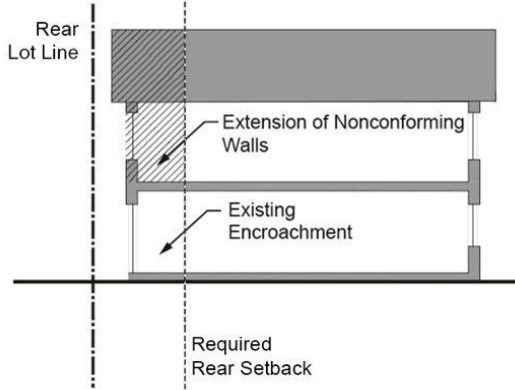 Rear
Lot Line
Extension of Nonconforming
Walls
Existing
Encroachment
Required
Rear Setback